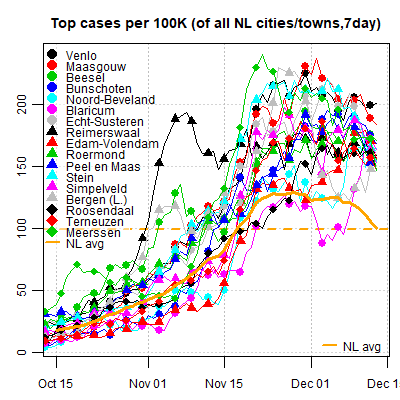 Top cases per 100K (of all NL cities/towns,7day)
Venlo
Maasgouw
Beesel
Bunschoten
Noord-Beveland
Blaricum
Echt-Susteren
Reimerswaal
Edam-Volendam
Roermond
Peel en Maas
Stein
Simpelveld
Bergen (L.)
Roosendaal
Terneuzen
Meerssen
NL avg
200
150
100
50
0
NL avg
Oct 15 Nov 01 Nov 15 Dec 01 Dec 1